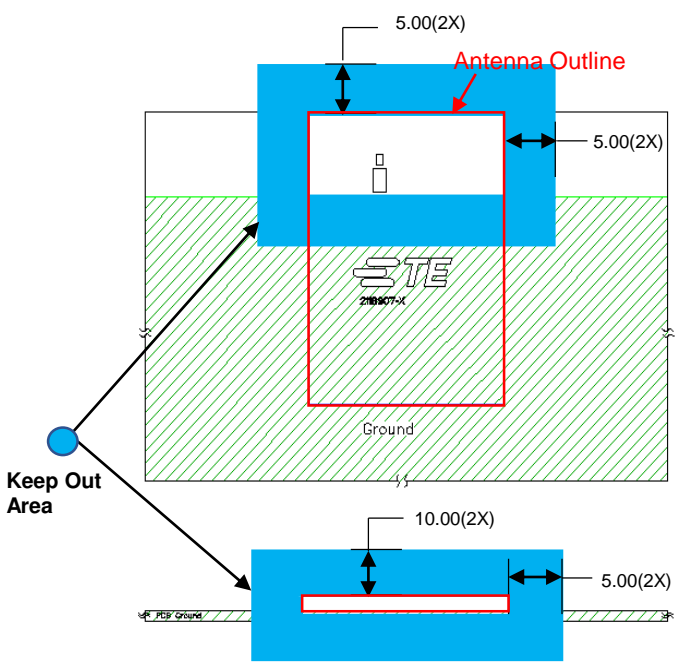 5.00(2X)
Antenna Outline
5.00(2X)
TE
2118907-X
Ground
Keep Out
Area
10.00(2X)
5.00(2X)
PCB Ground